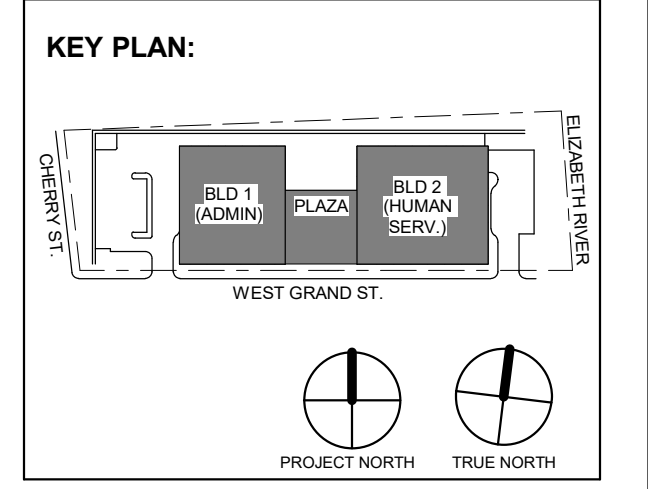 KEY PLAN:
CHERRY ST.
BLD 1
(ADMIN)
PLAZA
BLD 2
(HUMAN
SERV.)
ELIZABETH RIVER
WEST GRAND ST.
PROJECT NORTH
TRUE NORTH